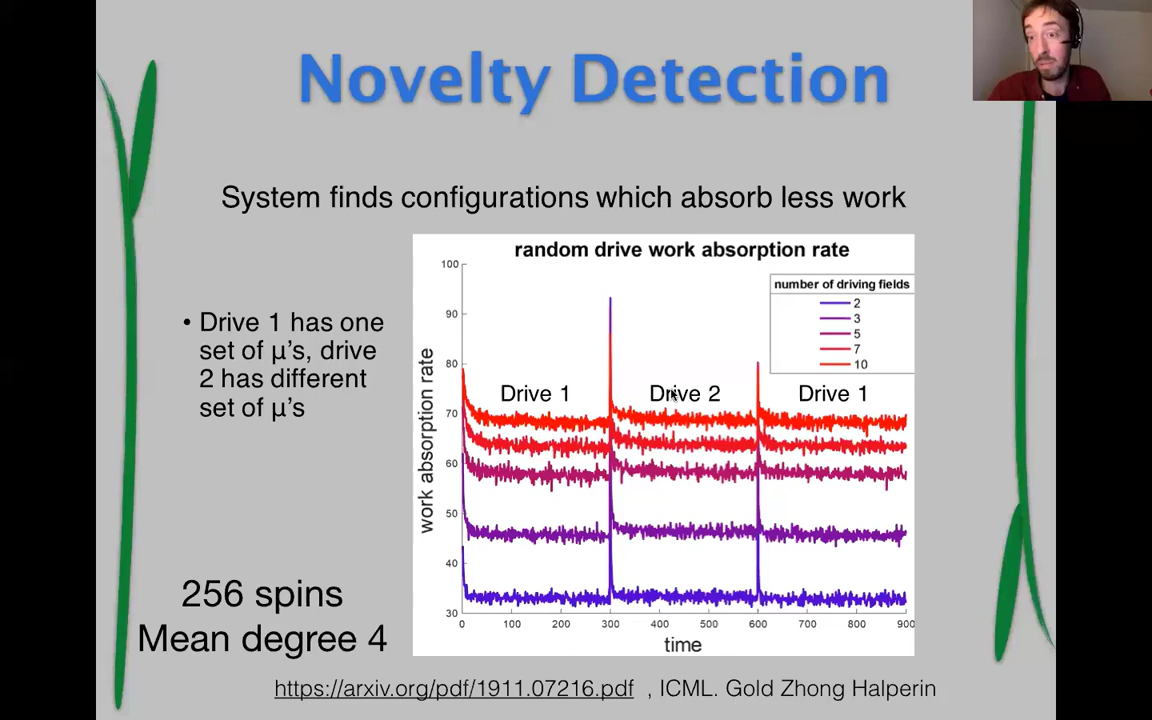 Novelty Detection
System finds configurations which absorb less work
• Drive 1 has one
set of μ's, drive
2 has different
set of μ's
256 spins
Mean degree 4
random drive work absorption rate
work absorption rate
100
90
80
70
60
50
40
30
number of driving fields
2
3
5
7
10
Drive 1
Drive 2
Drive 1
0 100 200 300 400 500 600 700 800 900
time
https://arxiv.org/pdf/1911.07216.pdf , ICML. Gold Zhong Halperin